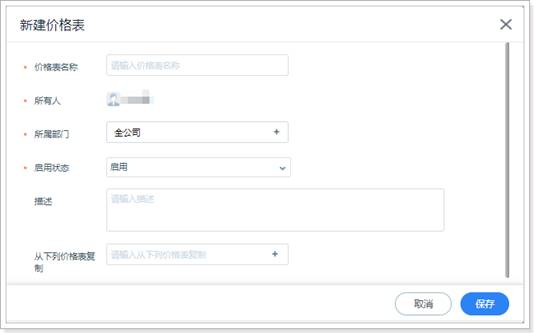 新建价格表
价格表名称 请输入价格表名称
所有人
所属部门 全公司
启用状态 启用
描述 请输入描述
从下列价格表复 请输入从下列价格表复制
制
取消 保存